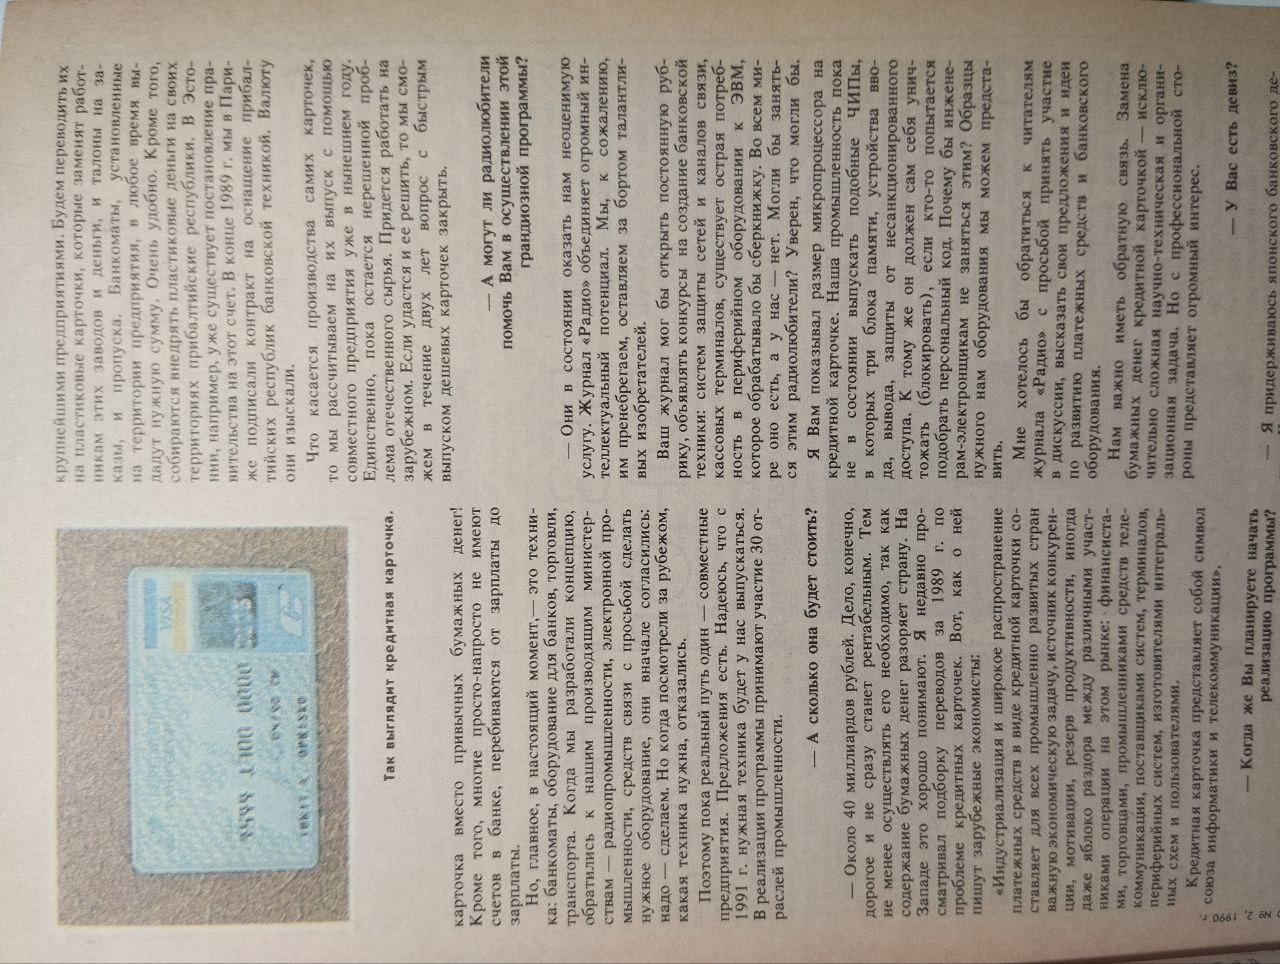 VISA
Так выглядит кредитная карточка.
карточка вместо привычных бумажных денег!
Кроме того, многие просто-напросто не имеют
счетов в банке, перебиваются от зарплаты до
зарплаты.
Но, главное, в настоящий момент,— это техни-
ка: банкоматы, оборудование для банков, торговли,
транспорта. Когда мы разработали концепцию,
обратились к нашим производящим министер-
ствам — радиопромышленности, электронной про-
мышленности, средств связи с просьбой сделать
нужное оборудование, они вначале согласились:
надо — сделаем. Но когда посмотрели за рубежом,
какая техника нужна, отказались.
Поэтому пока реальный путь один — совместные
предприятия. Предложения есть. Надеюсь, что с
1991 г. нужная техника будет у нас выпускаться.
В реализации программы принимают участие 30 от-
раслей промышленности.
— А сколько она будет стоить?
— Около 40 миллиардов рублей. Дело, конечно,
дорогое и не сразу станет рентабельным. Тем
не менее осуществлять его необходимо, так как
содержание бумажных денег разоряет страну. На
Западе это хорошо понимают. Я недавно про-
сматривал подборку переводов за 1989 г. по
проблеме кредитных карточек. Вот, как о ней
пишут зарубежные экономисты:
«Индустриализация и широкое распространение
платежных средств в виде кредитной карточки со-
ставляет для всех промышленно развитых стран
важную экономическую задачу, источник конкурен-
ции, мотивации, резерв продуктивности, иногда
даже яблоко раздора между различными участ-
никами операции на этом рынке: финансиста-
ми, торговцами, промышленниками средств теле-
коммуникации, поставщиками систем, терминалов,
периферийных систем, изготовителями интеграль-
ных схем и пользователями.
Кредитная карточка представляет собой символ
союза информатики и телекоммуникации».
— Когда же Вы планируете начать
реализацию программы?
№ 2, 1990 г.
крупнейшими предприятиями. Будем переводить их
на пластиковые карточки, которые заменят работ-
никам этих заводов и деньги, и талоны на за-
казы, и пропуска. Банкоматы, установленные
на территории предприятия, в любое время вы-
дадут нужную сумму. Очень удобно. Кроме того,
собираются внедрять пластиковые деньги на своих
территориях прибалтийские республики. В Эсто-
нии, например, уже существует постановление пра-
вительства на этот счет. В конце 1989 г. мы в Пари-
же подписали контракт на оснащение прибал-
тийских республик банковской техникой. Валюту
они изыскали.
Что касается производства самих карточек,
то мы рассчитываем на их выпуск с помощью
совместного предприятия уже в нынешнем году.
Единственно, пока остается нерешенной проб-
лема отечественного сырья. Придется работать на
зарубежном. Если удастся и ее решить, то мы смо-
жем в течение двух лет вопрос с быстрым
выпуском дешевых карточек закрыть.
— А могут ли радиолюбители
помочь Вам в осуществлении этой
грандиозной программы?
— Они в состоянии оказать нам неоценимую
услугу. Журнал «Радио» объединяет огромный ин-
теллектуальный потенциал. Мы, к сожалению,
им пренебрегаем, оставляем за бортом талантли-
вых изобретателей.
Ваш журнал мог бы открыть постоянную руб-
рику, объявлять конкурсы на создание банковской
техники: систем защиты сетей и каналов связи,
кассовых терминалов, существует острая потреб-
ность в периферийном оборудовании к ЭВМ,
которое обрабатывало бы сберкнижку. Во всем ми-
ре оно есть, а у нас — нет. Могли бы занять-
ся этим радиолюбители? Уверен, что могли бы.
Я Вам показывал размер микропроцессора на
кредитной карточке. Наша промышленность пока
не в состоянии выпускать подобные ЧИПы,
в которых три блока памяти, устройства вво-
да, вывода, защиты от несанкционированного
доступа. К тому же он должен сам себя унич-
тожать (блокировать), если кто-то попытается
подобрать персональный код. Почему бы инжене-
рам-электронщикам не заняться этим? Образцы
нужного нам оборудования мы можем предста-
вить.
Мне хотелось бы обратиться к читателям
журнала «Радио» с просьбой принять участие
в дискуссии, высказать свои предложения и идеи
по развитию платежных средств и банковского
оборудования.
Нам важно иметь обратную связь. Замена
бумажных денег кредитной карточкой — исклю-
чительно сложная научно-техническая и органи-
зационная задача. Но с профессиональной сто-
роны представляет огромный интерес.
— У Вас есть девиз?
— Я придерживаюсь японского банковского де-